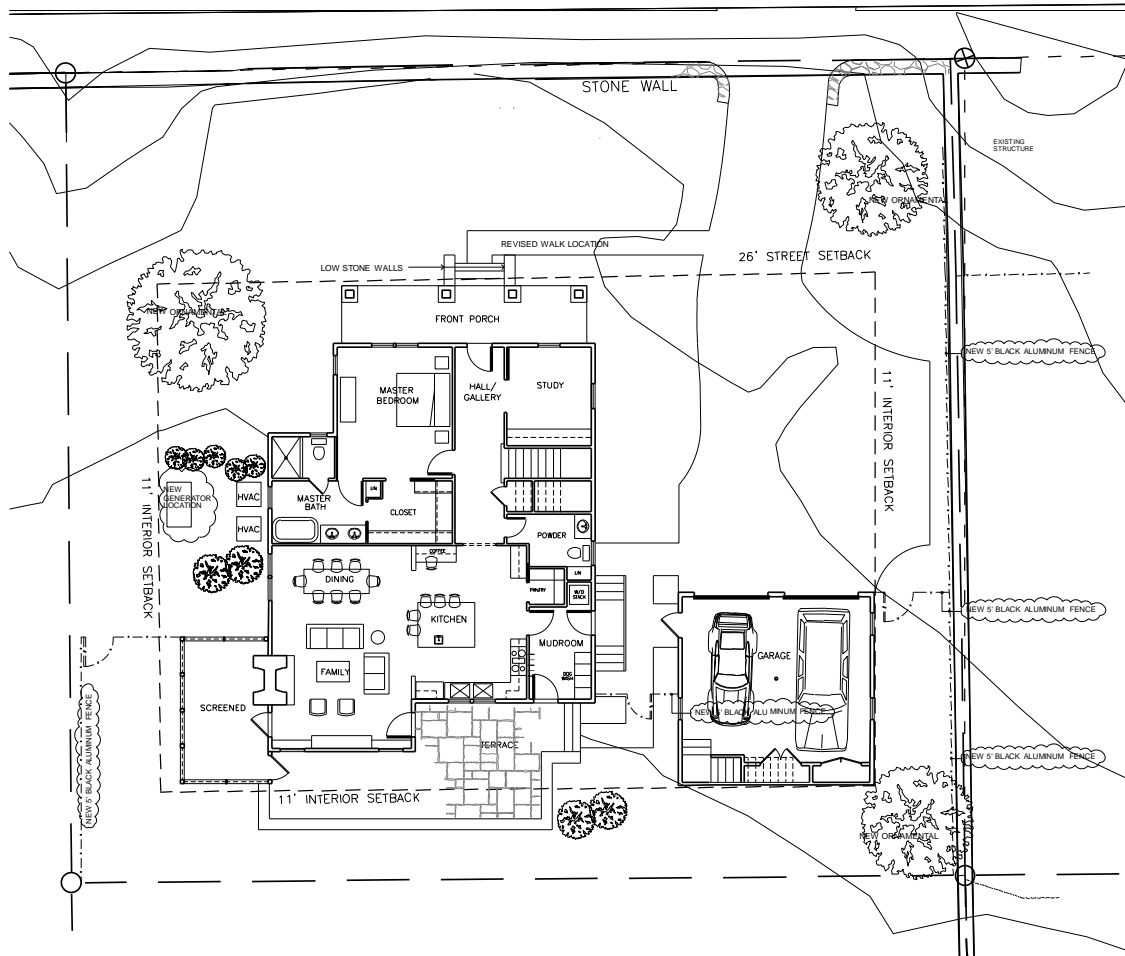 STONE WALL
EXISTING
STRUCTURE
NEW ORNAMENTAL
REVISED WALK LOCATION
26' STREET SETBACK
LOW STONE WALLS
NEW ORNAMENTAL
FRONT PORCH
NEW 5' BLACK ALUMINUM FENCE
MASTER
BEDROOM
HALL/
GALLERY
STUDY
11' INTERIOR SETBACK
11' INTERIOR SETBACK
NEW
GENERATOR
LOCATION
HVAC
HVAC
MASTER
BATH
LIN
CLOSET
POWDER
COFFEE
LIN
DINING
PANTRY
W/D
STACK
KITCHEN
NEW 5' BLACK ALUMINUM FENCE
MUDROOM
GARAGE
FAMILY
DOG
WASH
SCREENED
NEW 5' BLACK ALUMINUM FENCE
TERRACE
NEW 5' BLACK ALUMINUM FENCE
NEW 5' BLACK ALUMINUM FENCE
11' INTERIOR SETBACK
NEW ORNAMENTAL